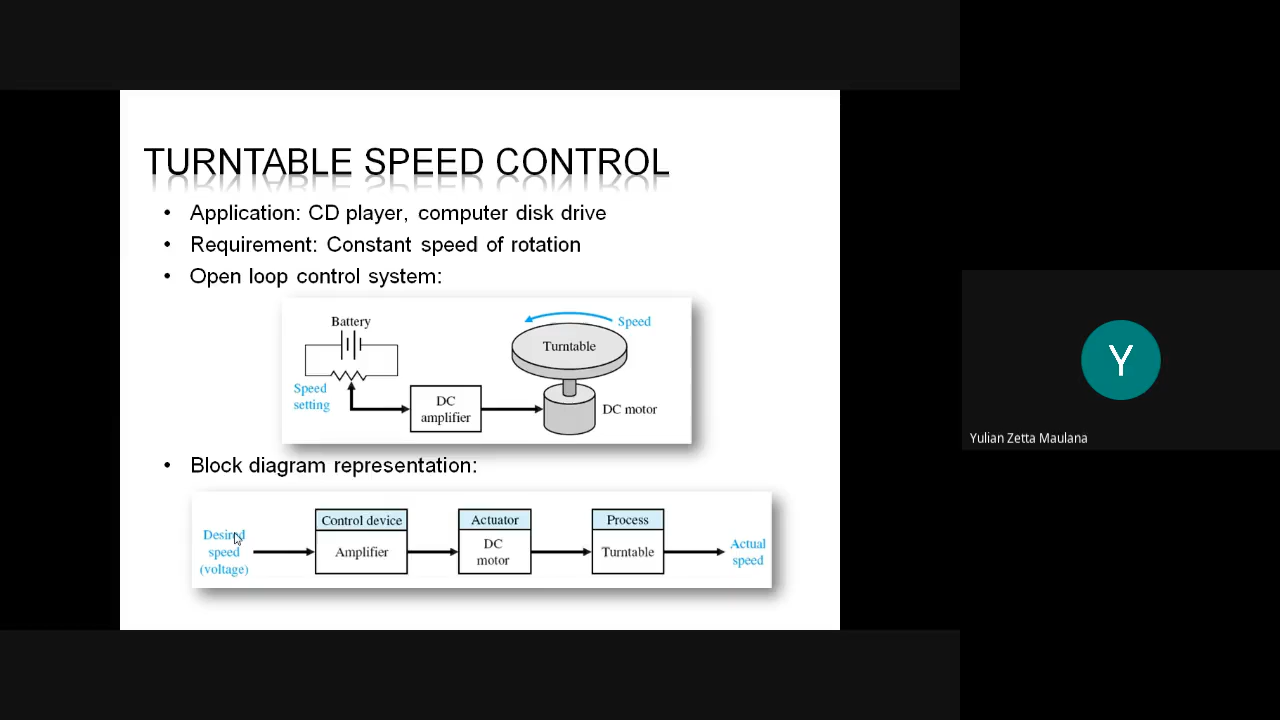 TURNTABLE SPEED CONTROL
• Application: CD player, computer disk drive
• Requirement: Constant speed of rotation
• Open loop control system:
Battery
Speed
Turntable
Speed
setting
DC
amplifier
DC motor
• Block diagram representation:
Control device
Actuator
Process
Desired
speed
(voltage)
Amplifier
DC
motor
Turntable
Actual
speed
Y
Yulian Zetta Maulana